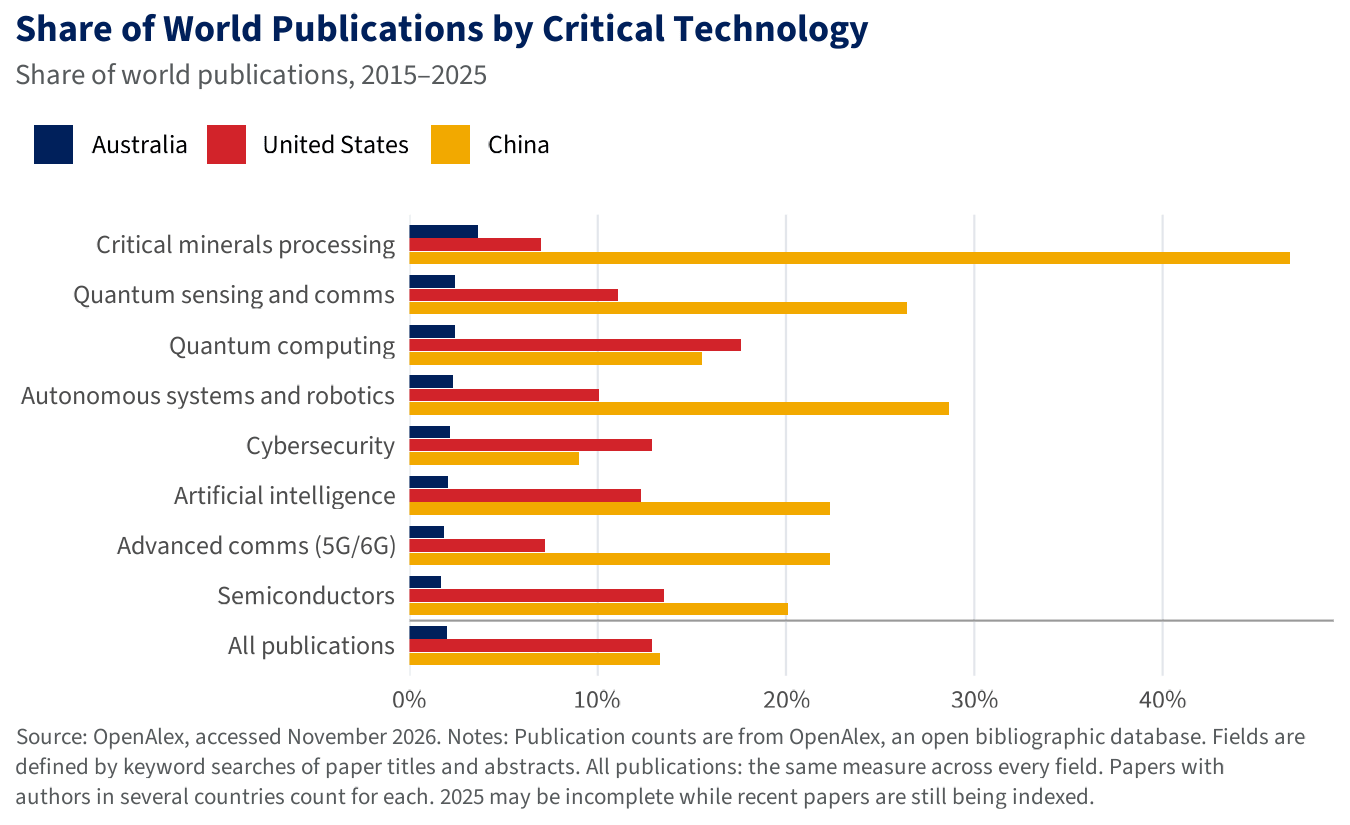 Share of World Publications by Critical Technology
Share of world publications, 2015–2025
Australia United States China
Critical minerals processing
Quantum sensing and comms
Quantum computing
Autonomous systems and robotics
Cybersecurity
Artificial intelligence
Advanced comms (5G/6G)
Semiconductors
All publications
0% 10% 20% 30% 40%
Source: OpenAlex, accessed November 2026. Notes: Publication counts are from OpenAlex, an open bibliographic database. Fields are
defined by keyword searches of paper titles and abstracts. All publications: the same measure across every field. Papers with
authors in several countries count for each. 2025 may be incomplete while recent papers are still being indexed.